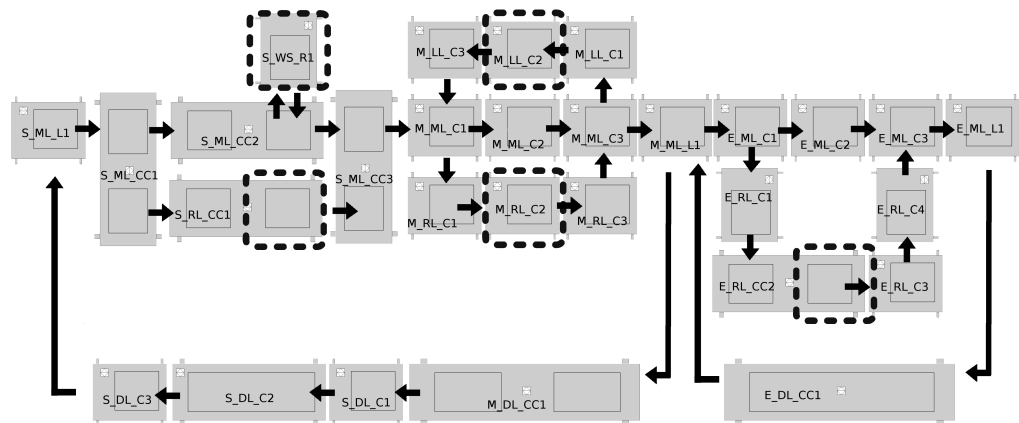 S_WS_R1
M_LL_C3
M_LL_C2
M_LL_C1
S_ML_L1
S_ML_CC2
M_ML_C1
M_ML_C2
M_ML_C3
M_ML_L1
E_ML_C1
E_ML_C2
E_ML_C3
E_ML_L1
S_ML_CC1
S_ML_CC3
S_RL_CC1
M_RL_C1
M_RL_C2
M_RL_C3
E_RL_C1
E_RL_C4
E_RL_CC2
E_RL_C3
S_DL_C3
S_DL_C2
S_DL_C1
M_DL_CC1
E_DL_CC1